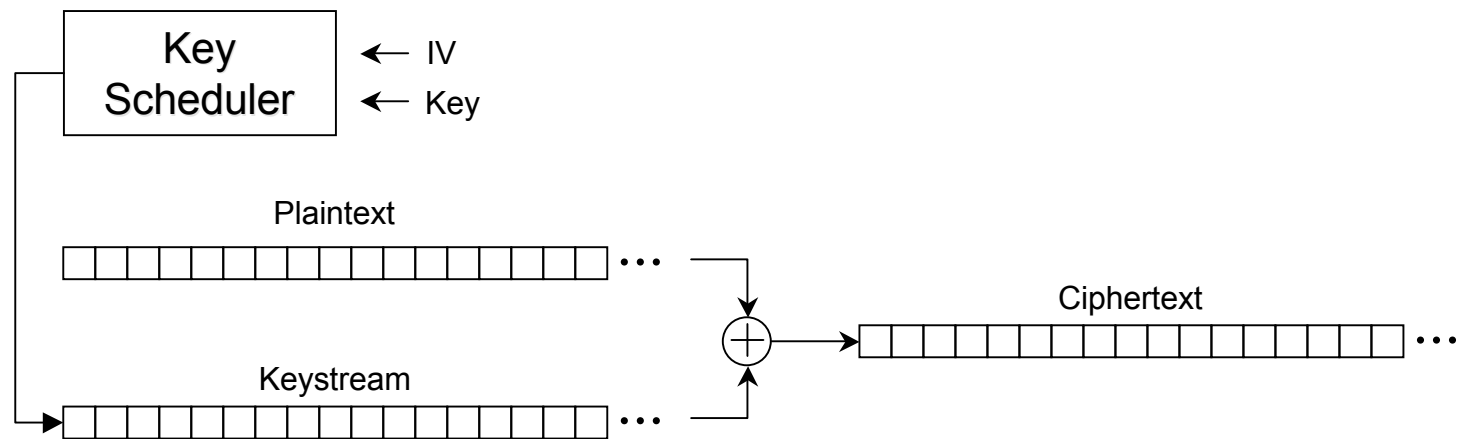 Key
Scheduler
IV
Key
Plaintext
...
Ciphertext
...
Keystream
...